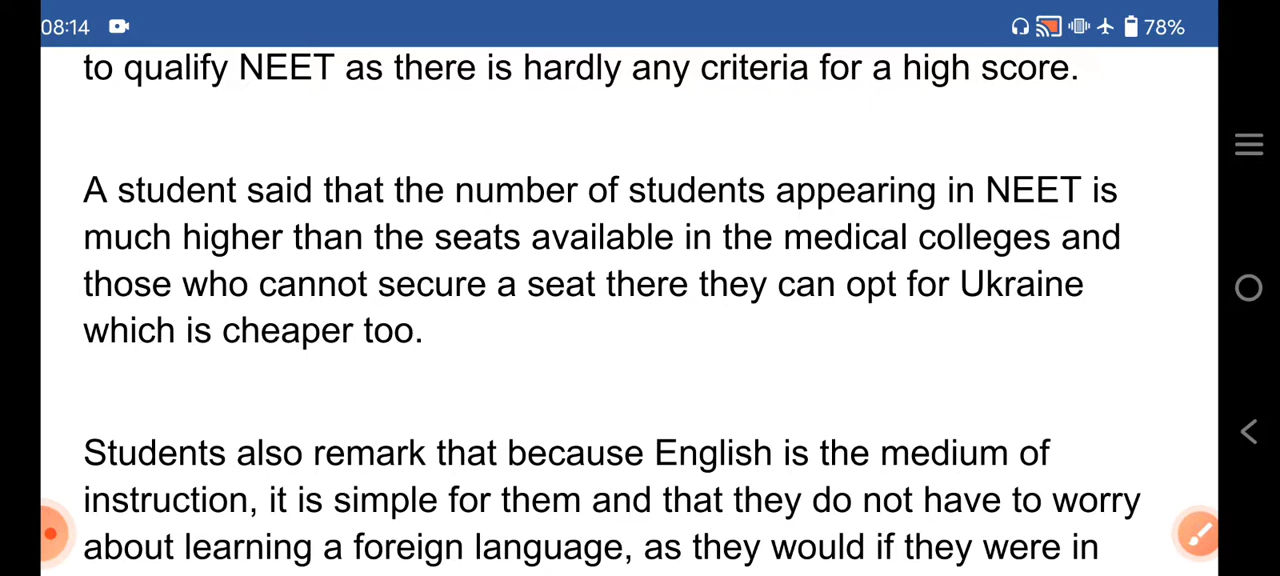 08:14
78%
to qualify NEET as there is hardly any criteria for a high score.
A student said that the number of students appearing in NEET is
much higher than the seats available in the medical colleges and
those who cannot secure a seat there they can opt for Ukraine
which is cheaper too.
Students also remark that because English is the medium of
instruction, it is simple for them and that they do not have to worry
about learning a foreign language, as they would if they were in